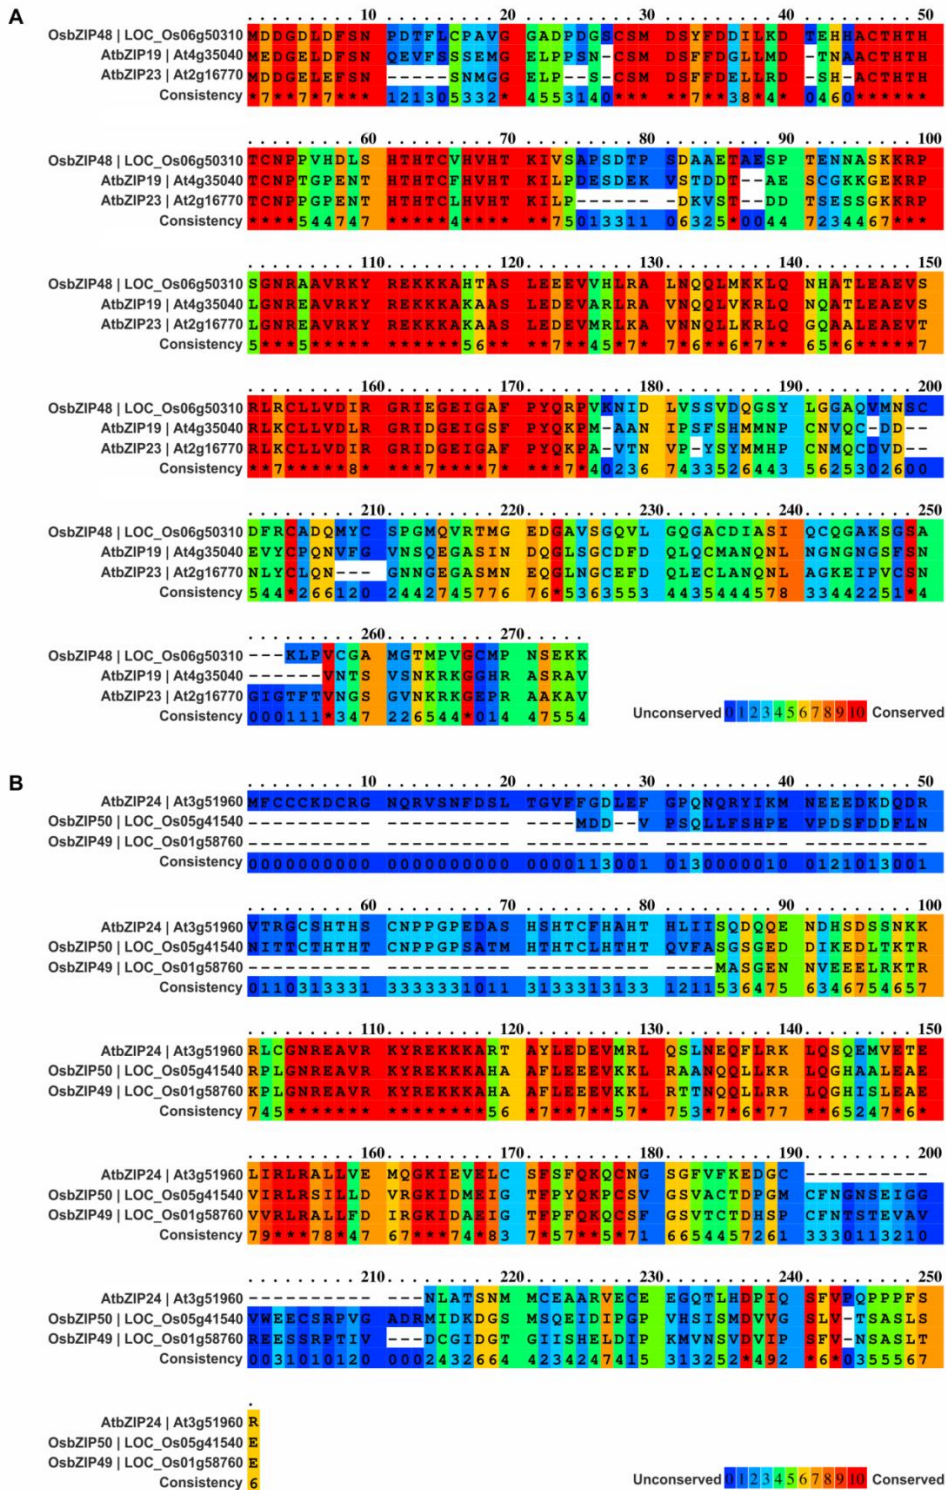 A
. . . . . . . . . 10 . . . . . . . . . 20 . . . . . . . . . 30 . . . . . . . . . 40 . . . . . . . . . 50
OsbZIP48 | LOC_Os06g50310 MDDGDLDFSN PDTFLCPAVG GADPDGSCSM DSYFDDILKD TEHHACTHTH
AtbZIP19 | At4g35040 MEDGELDFSN QEVFSSSEMG GELPPSN-CSM DSFFDGLLMD -TNAACTHTH
AtbZIP23 | At2g16770 MEDGELEFSN -----SNMGG ELP--S-CSM DSFFDELLRD -SH-ACTHTH
Consistency *7**7*7*** 121305332* 4553140*** **7**38*4* 0460******
. . . . . . . . . 60 . . . . . . . . . 70 . . . . . . . . . 80 . . . . . . . . . 90 . . . . . . . . . 100
OsbZIP48 | LOC_Os06g50310 TCNPPVHDLS HTHTCVHVHT KIVSAPSDTP SDAAETAESP TENNASKKRP
AtbZIP19 | At4g35040 TCNPTGPENT HTHTCFHVHT KILPDESDEK VSTDDT--AE SCGKKGEKRP
AtbZIP23 | At2g16770 TCNPPGPENT HTHTCLHVHT KILP------ -DKVST--DD TSESSGKKRP
Consistency ****544747 *****4**** **75013311 06325*0044 7234467***
. . . . . . . . . 110 . . . . . . . . . 120 . . . . . . . . . 130 . . . . . . . . . 140 . . . . . . . . . 150
OsbZIP48 | LOC_Os06g50310 SGNRAAVRKY REKKKAHTAS LEEEVVHLRA LNQQLMKKLQ NHATLEAEVS
AtbZIP19 | At4g35040 LGNREAVRKY REKKKAKAAS LEDEVARLRA VNQQLVKRLQ NQATLEAEVS
AtbZIP23 | At2g16770 LGNREAVRKY REKKKAKAAS LEDEVMRLKA VNNQLLKRLQ GQAALEAEVT
Consistency 5***5***** ******56** **7**457*7 7*6**6*7** 65*6*****7
. . . . . . . . . 160 . . . . . . . . . 170 . . . . . . . . . 180 . . . . . . . . . 190 . . . . . . . . . 200
OsbZIP48 | LOC_Os06g50310 RLRCLLVDIR GRIEGEIGAF PYQRPVKNID LVSSVDQGSY LGGAQVMNSC
AtbZIP19 | At4g35040 RLKCLLVDLR GRIDGEIGSF PYQKPM-AAN IPSFSHMMNP CNVQC-DD--
AtbZIP23 | At2g16770 RLKCLLVDIR GRIDGEIGAF PYQKPA-VTN VP-YSYMMHP CNMQCDVD--
Consistency **7*****8* ***7****7* ***7*40236 7433526443 5625302600
. . . . . . . . . 210 . . . . . . . . . 220 . . . . . . . . . 230 . . . . . . . . . 240 . . . . . . . . . 250
OsbZIP48 | LOC_Os06g50310 DFRCADQMYC SPGMQVRTMG EDGAVSGQVL GQGACDIASI QCQGAKSGSA
AtbZIP19 | At4g35040 EVYCPQNVFG VNSQEGASIN DQGLSGCDFD QLQCMANQNL NGNGNGSFSN
AtbZIP23 | At2g16770 NLYCLQN--- GNNGEGASMN EQGLNGCEFD QLECLANQNL AGKEIPVCSN
Consistency 544*266120 2442745776 76*5363553 4435444578 33442251*4
. . . . . . . . . 260 . . . . . . . . . 270 . . . . .
OsbZIP48 | LOC_Os06g50310 ---KLPVCGA MGTMPVGCMP NSEKK
AtbZIP19 | At4g35040 ------VNTS VSNKRKGGHR ASRAV
AtbZIP23 | At2g16770 GIGTFTVNGS GVNKRKGEPR AAKAV
Consistency 000111*347 226544*014 47554
Unconserved 0 1 2 3 4 5 6 7 8 9 10 Conserved
B
. . . . . . . . . 10 . . . . . . . . . 20 . . . . . . . . . 30 . . . . . . . . . 40 . . . . . . . . . 50
AtbZIP24 | At3g51960 MFCCCKDCRG NQRVSNFDSL TGVFFGDLEF GPQNQRYIKM NEEEDKDQDR
OsbZIP50 | LOC_Os05g41540 ---------- ---------- ----MDD--V PSQLLFSHPE VPDSFDDFLN
OsbZIP49 | LOC_Os01g58760 ---------- ---------- ---------- ---------- ----------
Consistency 0000000000 0000000000 0000113001 0130000010 0121013001
. . . . . . . . . 60 . . . . . . . . . 70 . . . . . . . . . 80 . . . . . . . . . 90 . . . . . . . . . 100
AtbZIP24 | At3g51960 VTRGCSHTHS CNPPGPEDAS HSHTCFHAHT HLIISQDQQE NDHSDSSNKK
OsbZIP50 | LOC_Os05g41540 NITTCTHTHT CNPPGPSATM HTHTCLHTHT QVFASGSGED DIKEDLTKTR
OsbZIP49 | LOC_Os01g58760 ---------- ---------- ---------- ----MASGEN NVEEELRKTR
Consistency 0110313331 3333331011 3133313133 1211536475 6346754657
. . . . . . . . . 110 . . . . . . . . . 120 . . . . . . . . . 130 . . . . . . . . . 140 . . . . . . . . . 150
AtbZIP24 | At3g51960 RLCGNREAVR KYREKKKART AYLEDEVMRL QSLNEQFLRK LQSQEMVETE
OsbZIP50 | LOC_Os05g41540 RPLGNREAVR KYREKKKAHA AFLEEEVKKL RAANQQLLKR LQGHAALEAE
OsbZIP49 | LOC_Os01g58760 KPLGNREAVR KYREKKKAHA AFLEEEVKKL RTTNQQLLRR LQGHISLEAE
Consistency 745******* ********56 *7**7**57* 753*7*6*77 **65247*6*
. . . . . . . . . 160 . . . . . . . . . 170 . . . . . . . . . 180 . . . . . . . . . 190 . . . . . . . . . 200
AtbZIP24 | At3g51960 LIRLRALLVE MQGKIEVELC SFSFQKQCNG SGFVFKEDGC ----------
OsbZIP50 | LOC_Os05g41540 VIRLRSILLD VRGKIDMEIG TFPYQKPCSV GSVACTDPGM CFNGNSEIGG
OsbZIP49 | LOC_Os01g58760 VVRLRALLFD IRGKIDAEIG TFPFQKQCSF GSVTCTDHSP CFNTSTEVAV
Consistency 79***78*47 67***74*83 7*57**5*71 6654457261 3330113210
. . . . . . . . . 210 . . . . . . . . . 220 . . . . . . . . . 230 . . . . . . . . . 240 . . . . . . . . . 250
AtbZIP24 | At3g51960 ---------- ---NLATSNM MCEAARVECE EGQTLHDPIQ SFVPQPPPFS
OsbZIP50 | LOC_Os05g41540 VWEECSRPVG ADRMIDKDGS MSQEIDIPGP VHSISMDVVG SLV-TSASLS
OsbZIP49 | LOC_Os01g58760 REESSRPTIV ---DCGIDGT GIISHELDIP KMVNSVDVIP SFV-NSASLT
Consistency 0031010120 0002432664 4234247415 313252*492 *6*0355567
.
AtbZIP24 | At3g51960 R
OsbZIP50 | LOC_Os05g41540 E
OsbZIP49 | LOC_Os01g58760 E
Consistency 6
Unconserved 0 1 2 3 4 5 6 7 8 9 10 Conserved